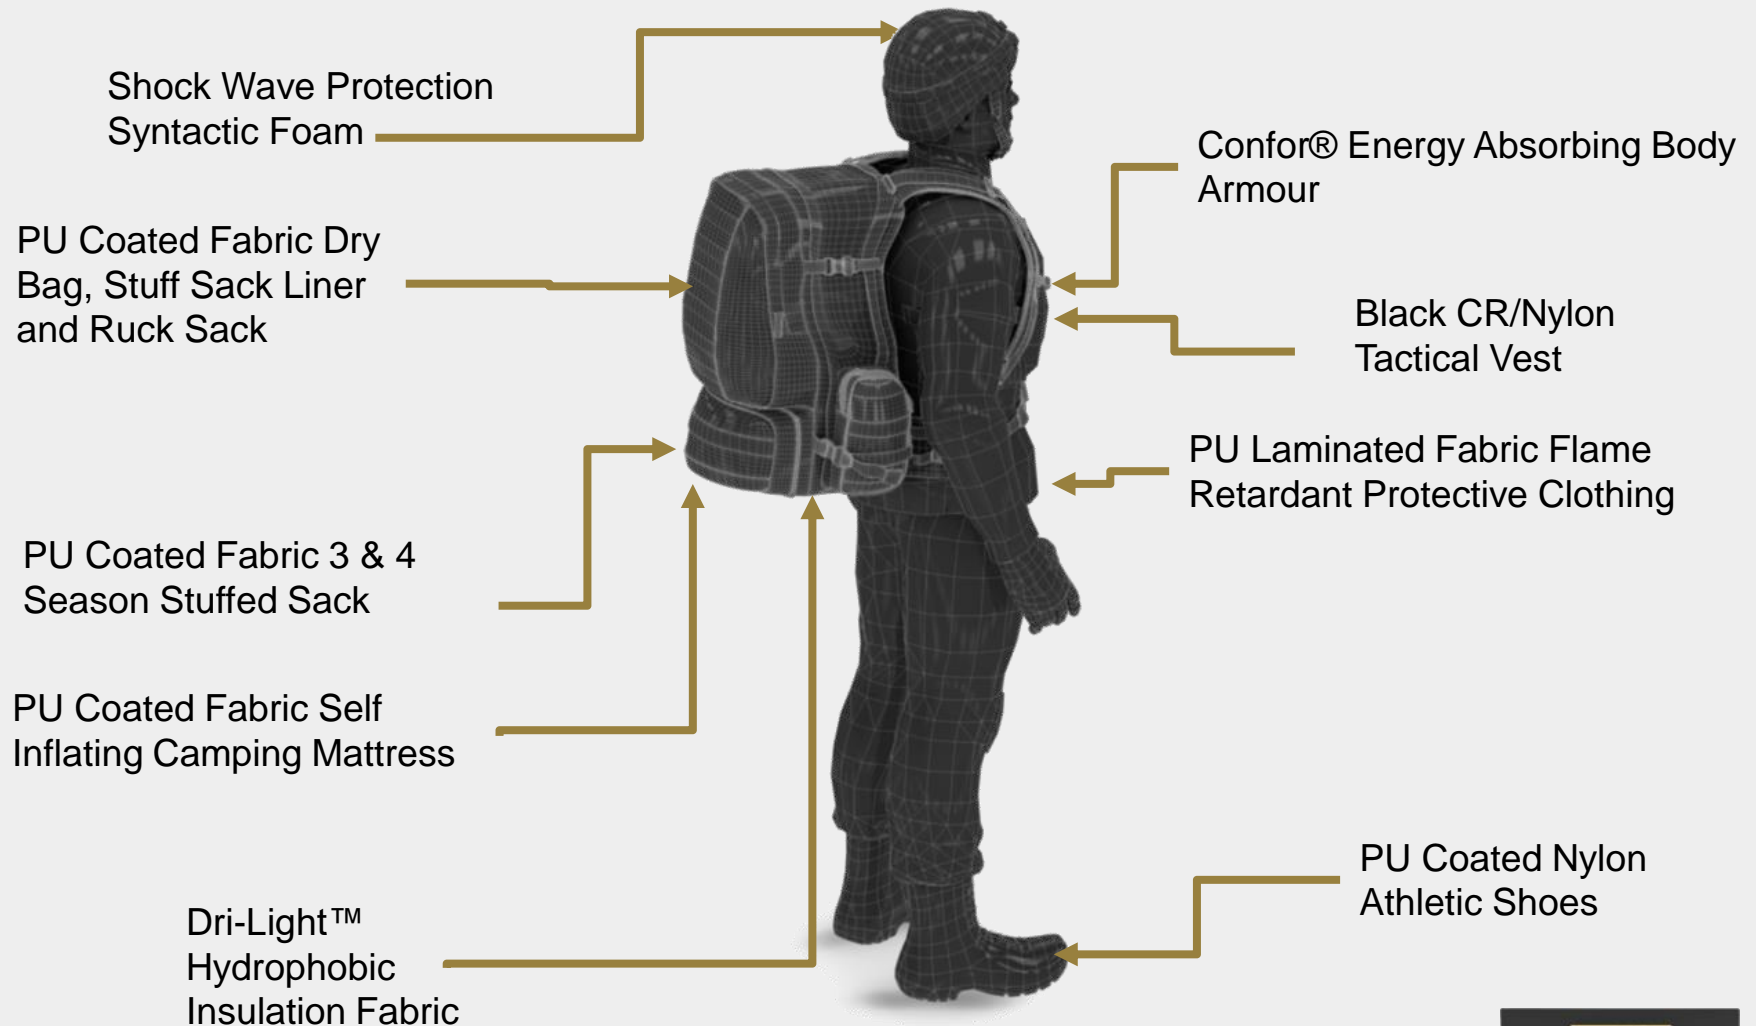 Shock Wave Protection
Syntactic Foam
PU Coated Fabric Dry
Bag, Stuff Sack Liner
and Ruck Sack
PU Coated Fabric 3 & 4
Season Stuffed Sack
PU Coated Fabric Self
Inflating Camping Mattress
Dri-Light™
Hydrophobic
Insulation Fabric
Confor® Energy Absorbing Body
Armour
Black CR/Nylon
Tactical Vest
PU Laminated Fabric Flame
Retardant Protective Clothing
PU Coated Nylon
Athletic Shoes